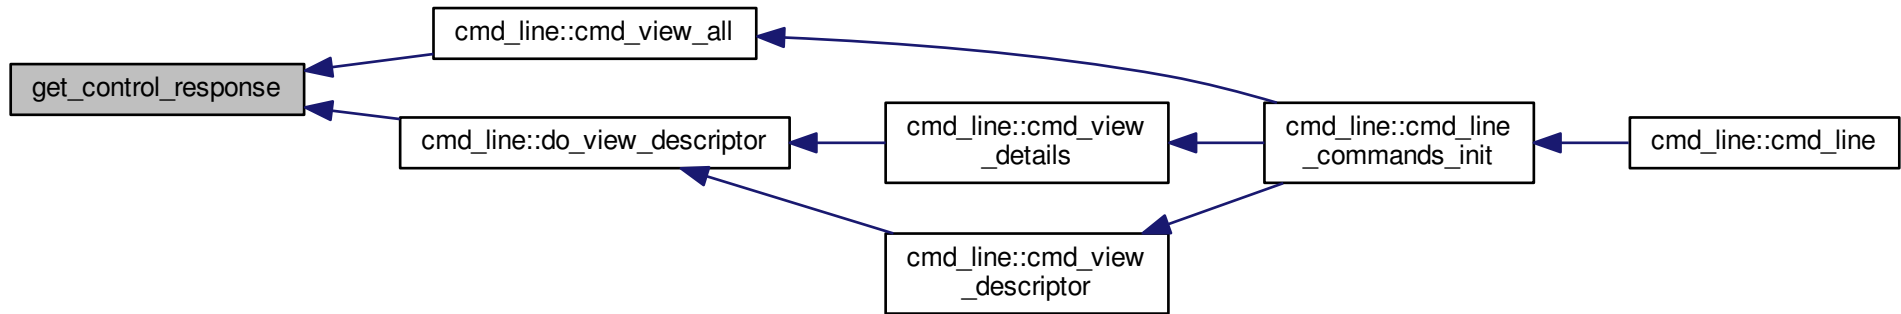 get_control_response
cmd_line::cmd_view_all
cmd_line::do_view_descriptor
cmd_line::cmd_view
_details
cmd_line::cmd_view
_descriptor
cmd_line::cmd_line
_commands_init
cmd_line::cmd_line